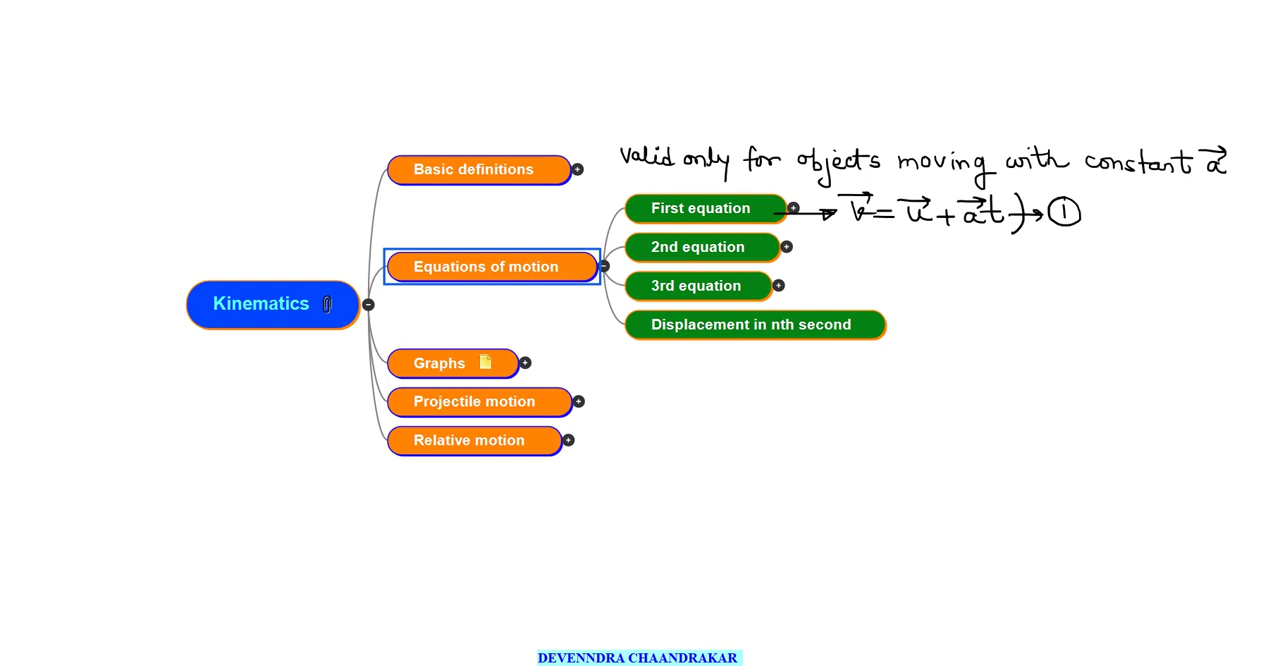 valid only for objects moving with constant a⃗
Basic definitions
First equation
v⃗ = u⃗ + a⃗t ) → ①
2nd equation
Equations of motion
3rd equation
Kinematics
Displacement in nth second
Graphs
Projectile motion
Relative motion
DEVENNDRA CHAANDRAKAR